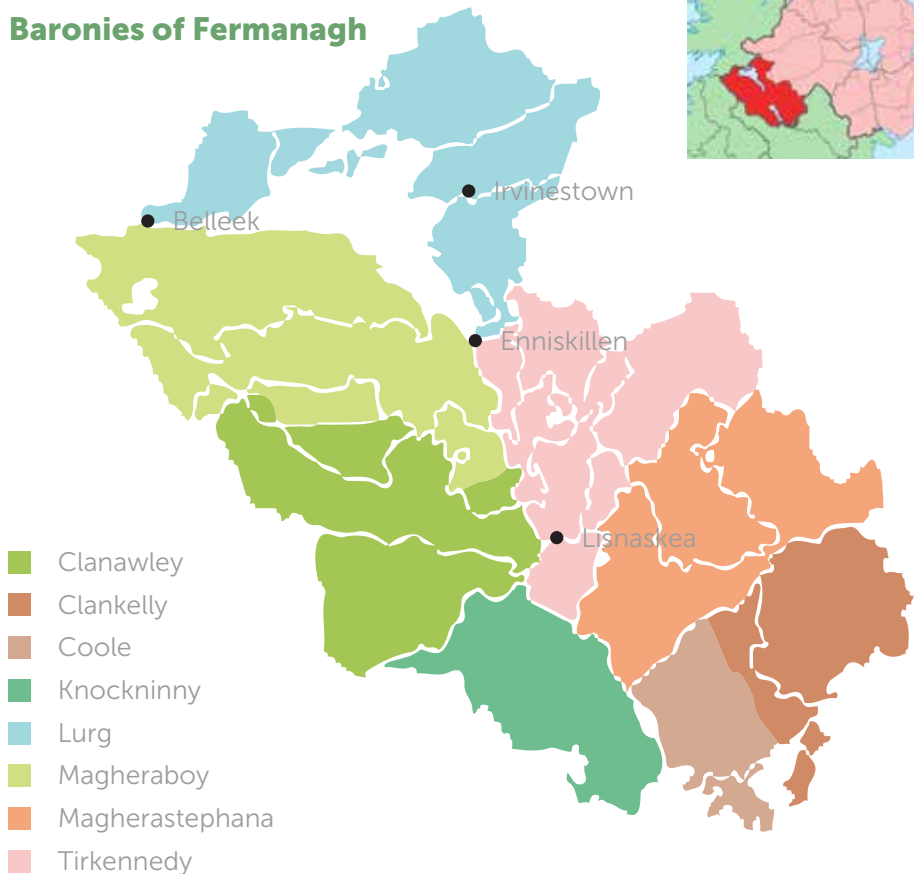 Baronies of Fermanagh
Irvinestown
Belleek
Enniskillen
Lisnaskea
Clanawley
Clankelly
Coole
Knockninny
Lurg
Magheraboy
Magherastephana
Tirkennedy